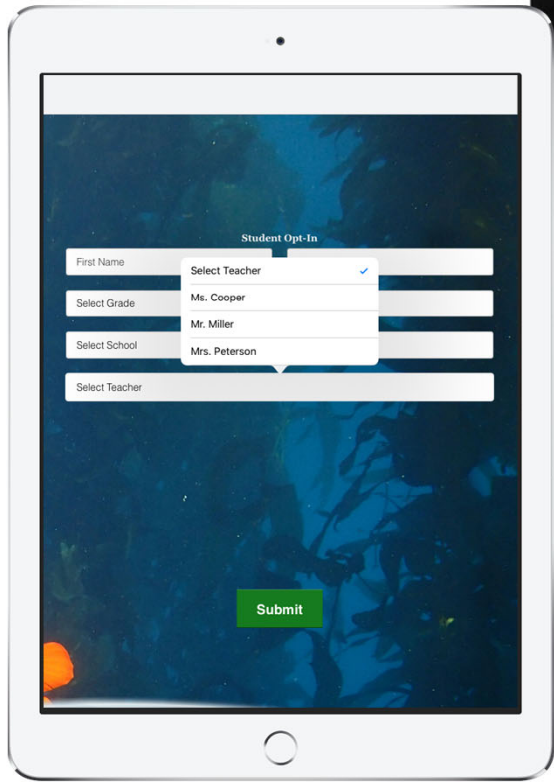 Student Opt-In
First Name
Select Teacher
Ms. Cooper
Mr. Miller
Mrs. Peterson
Select Grade
Select School
Select Teacher
Submit